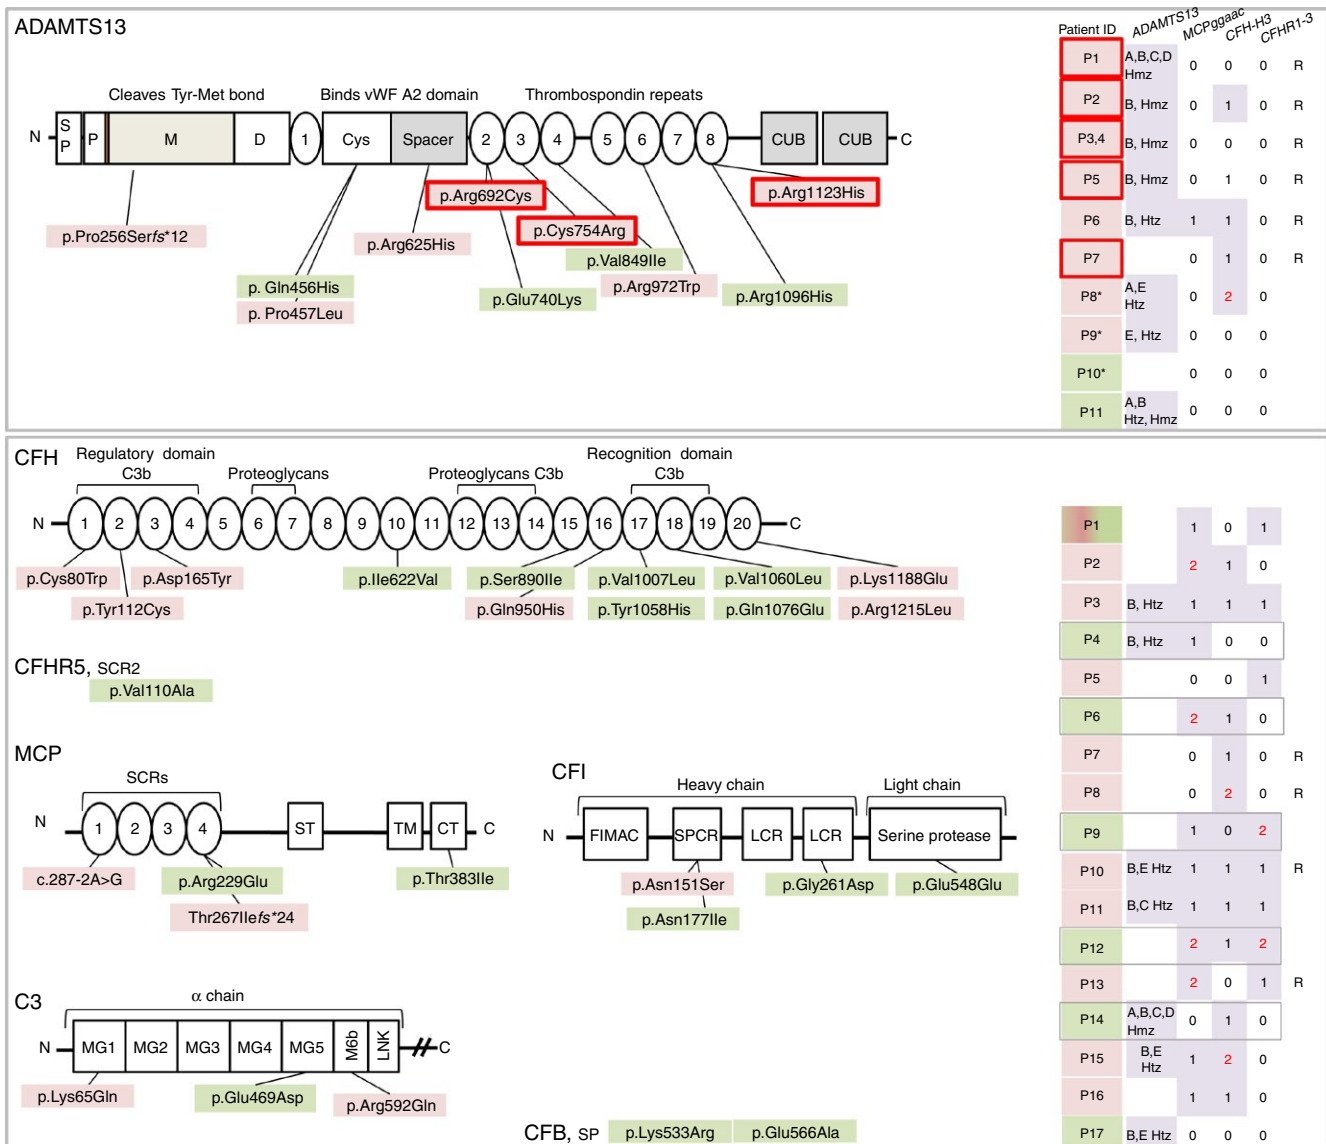 ADAMTS13
Cleaves Tyr-Met bond Binds vWF A2 domain Thrombospondin repeats
N SP P M D 1 Cys Spacer 2 3 4 5 6 7 8 CUB CUB C
p.Arg692Cys p.Arg1123His
p.Pro256Serfs*12 p.Arg625His p.Cys754Arg
p.Val849Ile
p. Gln456His p.Glu740Lys p.Arg972Trp p.Arg1096His
p. Pro457Leu
Patient ID ADAMTS13 MCPggaac CFH-H3 CFHR1-3
P1 A,B,C,D Hmz 0 0 0 R
P2 B, Hmz 0 1 0 R
P3,4 B, Hmz 0 0 0 R
P5 B, Hmz 0 1 0 R
P6 B, Htz 1 1 0 R
P7 0 1 0 R
P8* A,E Htz 0 2 0
P9* E, Htz 0 0 0
P10* 0 0 0
P11 A,B Htz, Hmz 0 0 0
CFH
Regulatory domain Recognition domain
C3b Proteoglycans Proteoglycans C3b C3b
N 1 2 3 4 5 6 7 8 9 10 11 12 13 14 15 16 17 18 19 20 C
p.Cys80Trp p.Asp165Tyr p.Ile622Val p.Ser890Ile p.Val1007Leu p.Val1060Leu p.Lys1188Glu
p.Tyr112Cys p.Gln950His p.Tyr1058His p.Gln1076Glu p.Arg1215Leu
CFHR5, SCR2
p.Val110Ala
MCP
SCRs
N 1 2 3 4 ST TM CT C
c.287-2A>G p.Arg229Glu p.Thr383Ile
Thr267Ilefs*24
CFI
Heavy chain Light chain
N FIMAC SPCR LCR LCR Serine protease
p.Asn151Ser p.Gly261Asp p.Glu548Glu
p.Asn177Ile
C3
α chain
N MG1 MG2 MG3 MG4 MG5 M6b LNK C
p.Lys65Gln p.Glu469Asp p.Arg592Gln
CFB, SP p.Lys533Arg p.Glu566Ala
P1 1 0 1
P2 2 1 0
P3 B, Htz 1 1 1
P4 B, Htz 1 0 0
P5 0 0 1
P6 2 1 0
P7 0 1 0 R
P8 0 2 0 R
P9 1 0 2
P10 B,E Htz 1 1 1 R
P11 B,C Htz 1 1 1
P12 2 1 2
P13 2 0 1 R
P14 A,B,C,D Hmz 0 1 0
P15 B,E Htz 1 2 0
P16 1 1 0
P17 B,E Htz 0 0 0